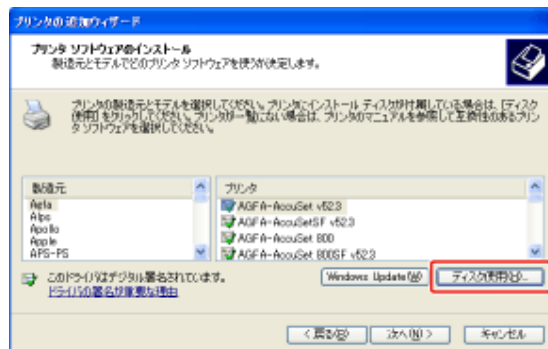 プリンタの追加ウィザード
プリンタ ソフトウェアのインストール
製造元とモデルでどのプリンタ ソフトウェアを使うか決定します。
プリンタの製造元とモデルを選択してください。プリンタにインストール ディスクが付属している場合は、[ディスク
使用] をクリックしてください。プリンタが一覧にない場合は、プリンタのマニュアルを参照して互換性のあるプリン
タ ソフトウェアを選択してください。
製造元
プリンタ
Agfa
Alps
Apollo
Apple
APS-PS
AGFA-AccuSet v52.3
AGFA-AccuSetSF v52.3
AGFA-AccuSet 800
AGFA-AccuSet 800SF v52.3
このドライバはデジタル署名されています。
ドライバの署名が重要な理由
Windows Update(W)
ディスク使用(H)...
< 戻る(B)
次へ(N) >
キャンセル